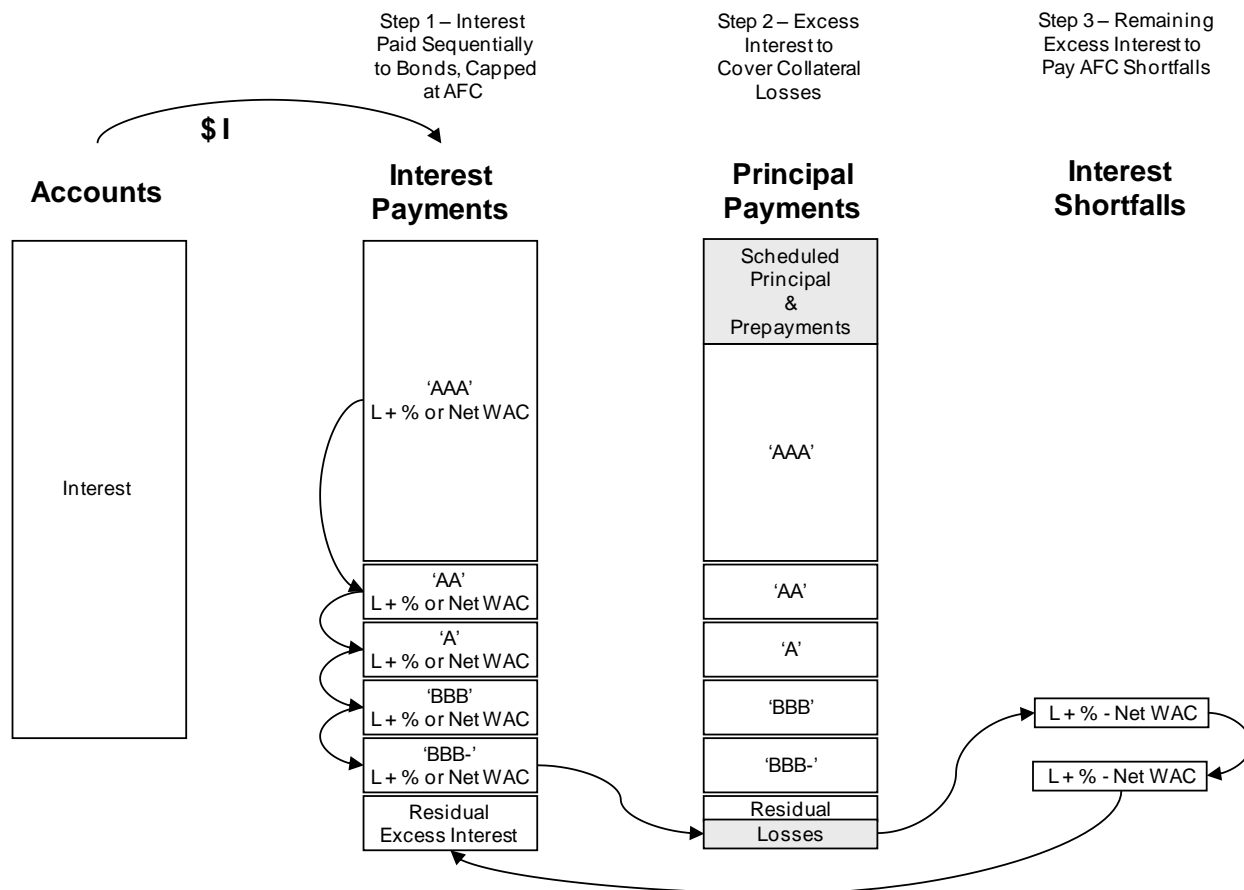 Step 1 – Interest
Paid Sequentially
to Bonds, Capped
at AFC
Step 2 – Excess
Interest to
Cover Collateral
Losses
Step 3 – Remaining
Excess Interest to
Pay AFC Shortfalls
$ I
Accounts
Interest
Payments
Principal
Payments
Interest
Shortfalls
Interest
‘AAA’
L + % or Net WAC
‘AA’
L + % or Net WAC
‘A’
L + % or Net WAC
‘BBB’
L + % or Net WAC
‘BBB-’
L + % or Net WAC
Residual
Excess Interest
Scheduled
Principal
&
Prepayments
‘AAA’
‘AA’
‘A’
‘BBB’
‘BBB-’
Residual
Losses
L + % - Net WAC
L + % - Net WAC